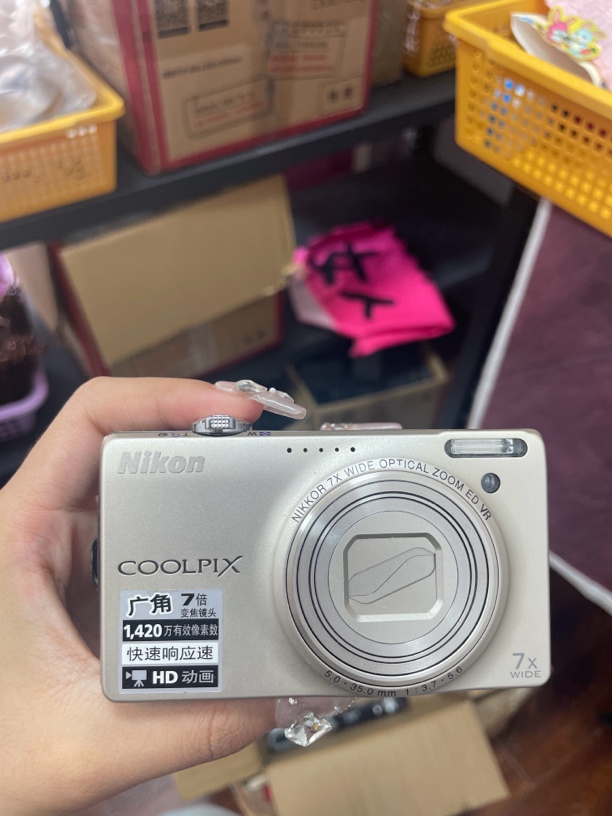 Nikon
NIKKOR 7X WIDE OPTICAL ZOOM ED VR
COOLPIX
广角 7倍
变焦镜头
1,420万有效像素数
快速响应速
HD 动画
5.0-35.0mm 1:3.7-5.6
7x
WIDE